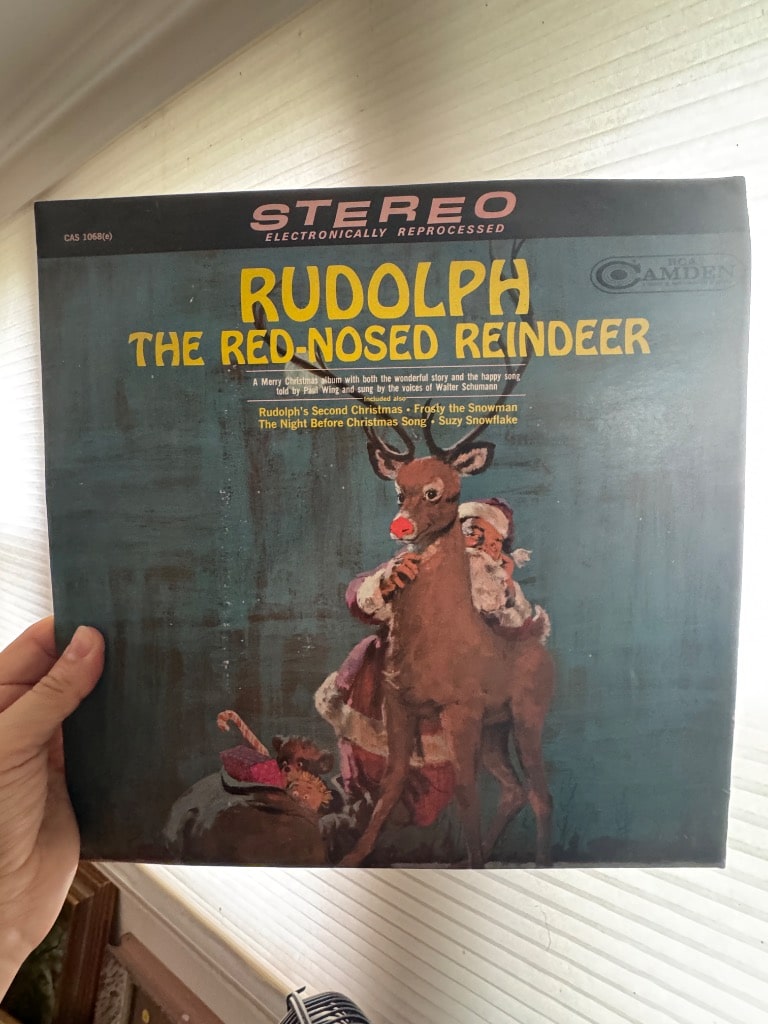 STEREO
ELECTRONICALLY REPROCESSED
CAS 1068(e)
RCA
CAMDEN
RUDOLPH
THE RED-NOSED REINDEER
A Merry Christmas album with both the wonderful story and the happy song
told by Paul Wing and sung by the voices of Walter Schumann
Included also
Rudolph's Second Christmas • Frosty the Snowman
The Night Before Christmas Song • Suzy Snowflake